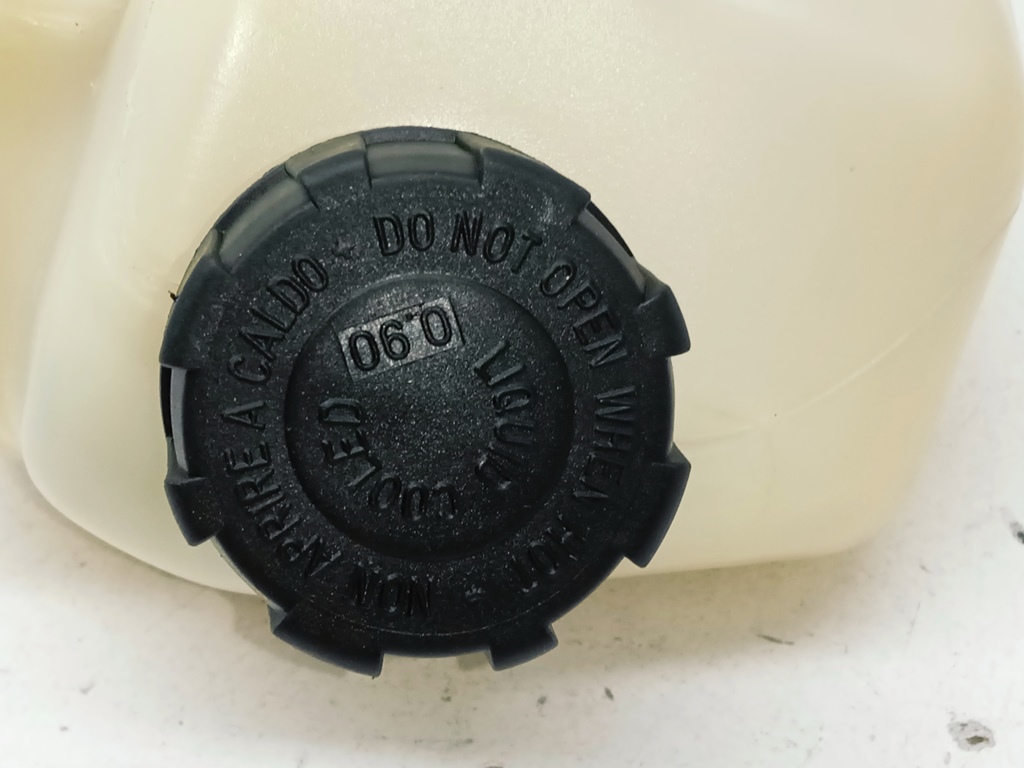 DO NOT OPEN WHEN HOT *
NON APRIRE A CALDO *
0.90
LIQUID COOLED